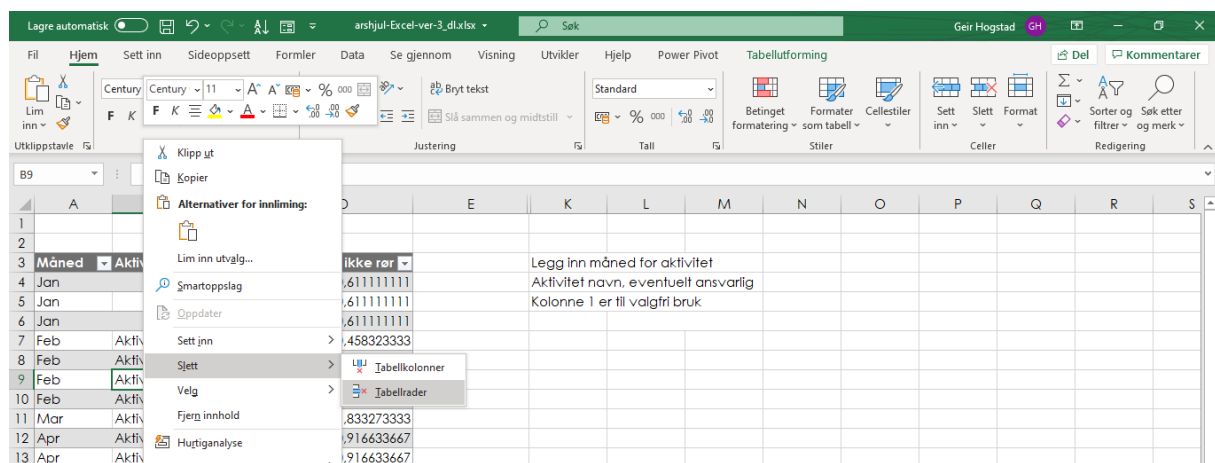 Lagre automatisk
arshjul-Excel-ver-3_dl.xlsx
Søk
Geir Hogstad GH
Fil Hjem Sett inn Sideoppsett Formler Data Se gjennom Visning Utvikler Hjelp Power Pivot Tabellutforming Del Kommentarer
Lim inn
Century
F K
Century 11 A^ A˅ % 000
F K A
Bryt tekst
Slå sammen og midtstill
Standard
% 000
Betinget formatering
Formater som tabell
Cellestiler
Sett inn
Slett
Format
Sorter og filtrer
Søk etter og merk
Utklippstavle Justering Tall Stiler Celler Redigering
B9
A D E K L M N O P Q R S
1
2
3 Måned Aktiv ikke rør Legg inn måned for aktivitet
4 Jan ,611111111 Aktivitet navn, eventuelt ansvarlig
5 Jan ,611111111 Kolonne 1 er til valgfri bruk
6 Jan ,611111111
7 Feb Aktiv ,458323333
8 Feb Aktiv
9 Feb Aktiv
10 Feb Aktiv
11 Mar Aktiv ,833273333
12 Apr Aktiv ,916633667
13 Apr Aktiv ,916633667
Klipp ut
Kopier
Alternativer for innliming:
Lim inn utvalg...
Smartoppslag
Oppdater
Sett inn
Slett
Velg
Fjern innhold
Hurtiganalyse
Tabellkolonner
Tabellrader